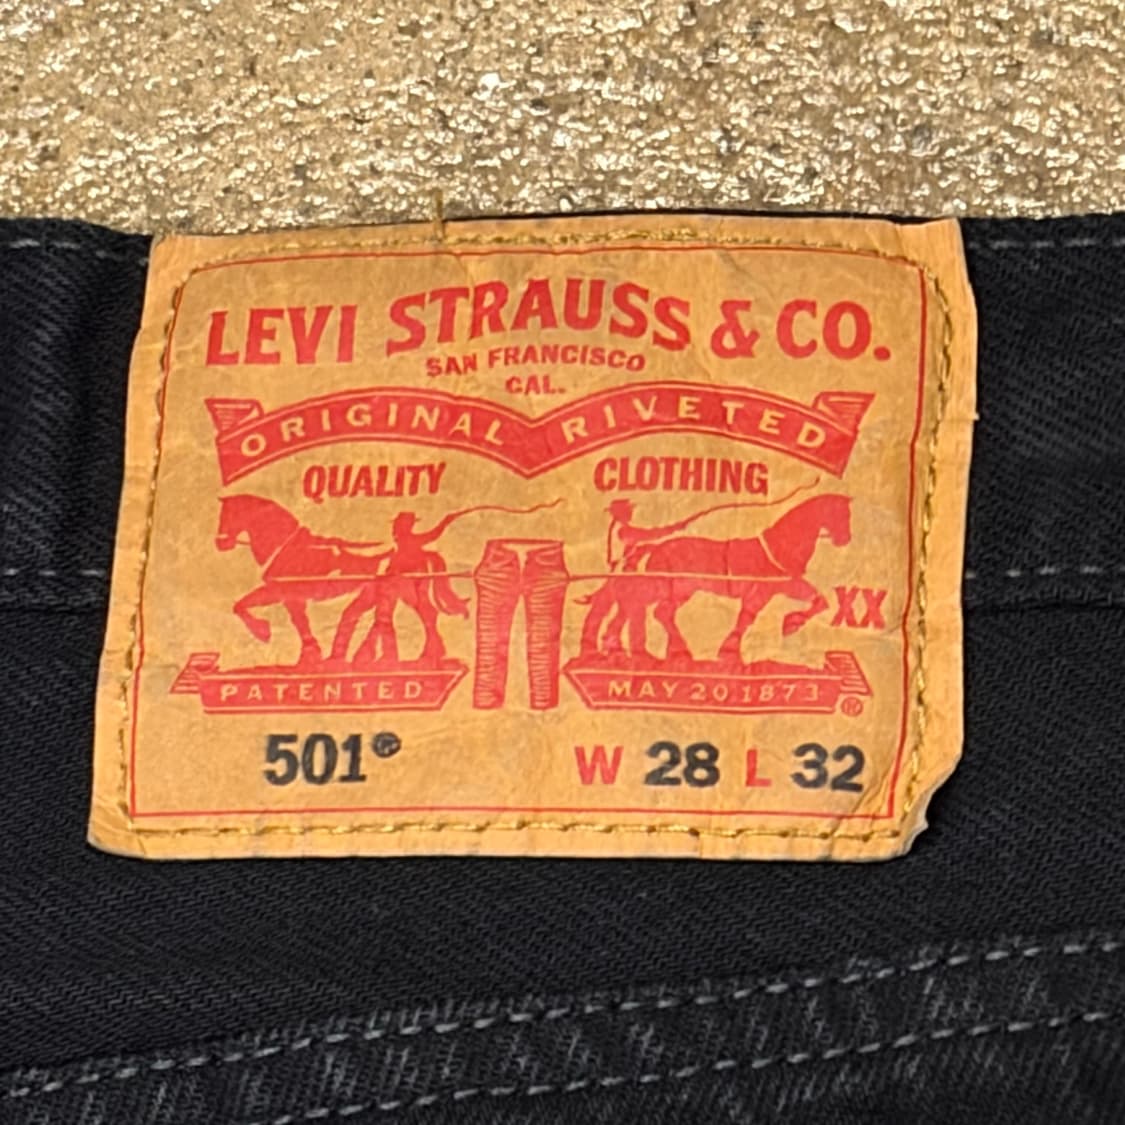 LEVI STRAUSS & CO.
SAN FRANCISCO
CAL.
ORIGINAL RIVETED
QUALITY CLOTHING
XX
PATENTED MAY 20 1873 ®
501® W 28 L 32